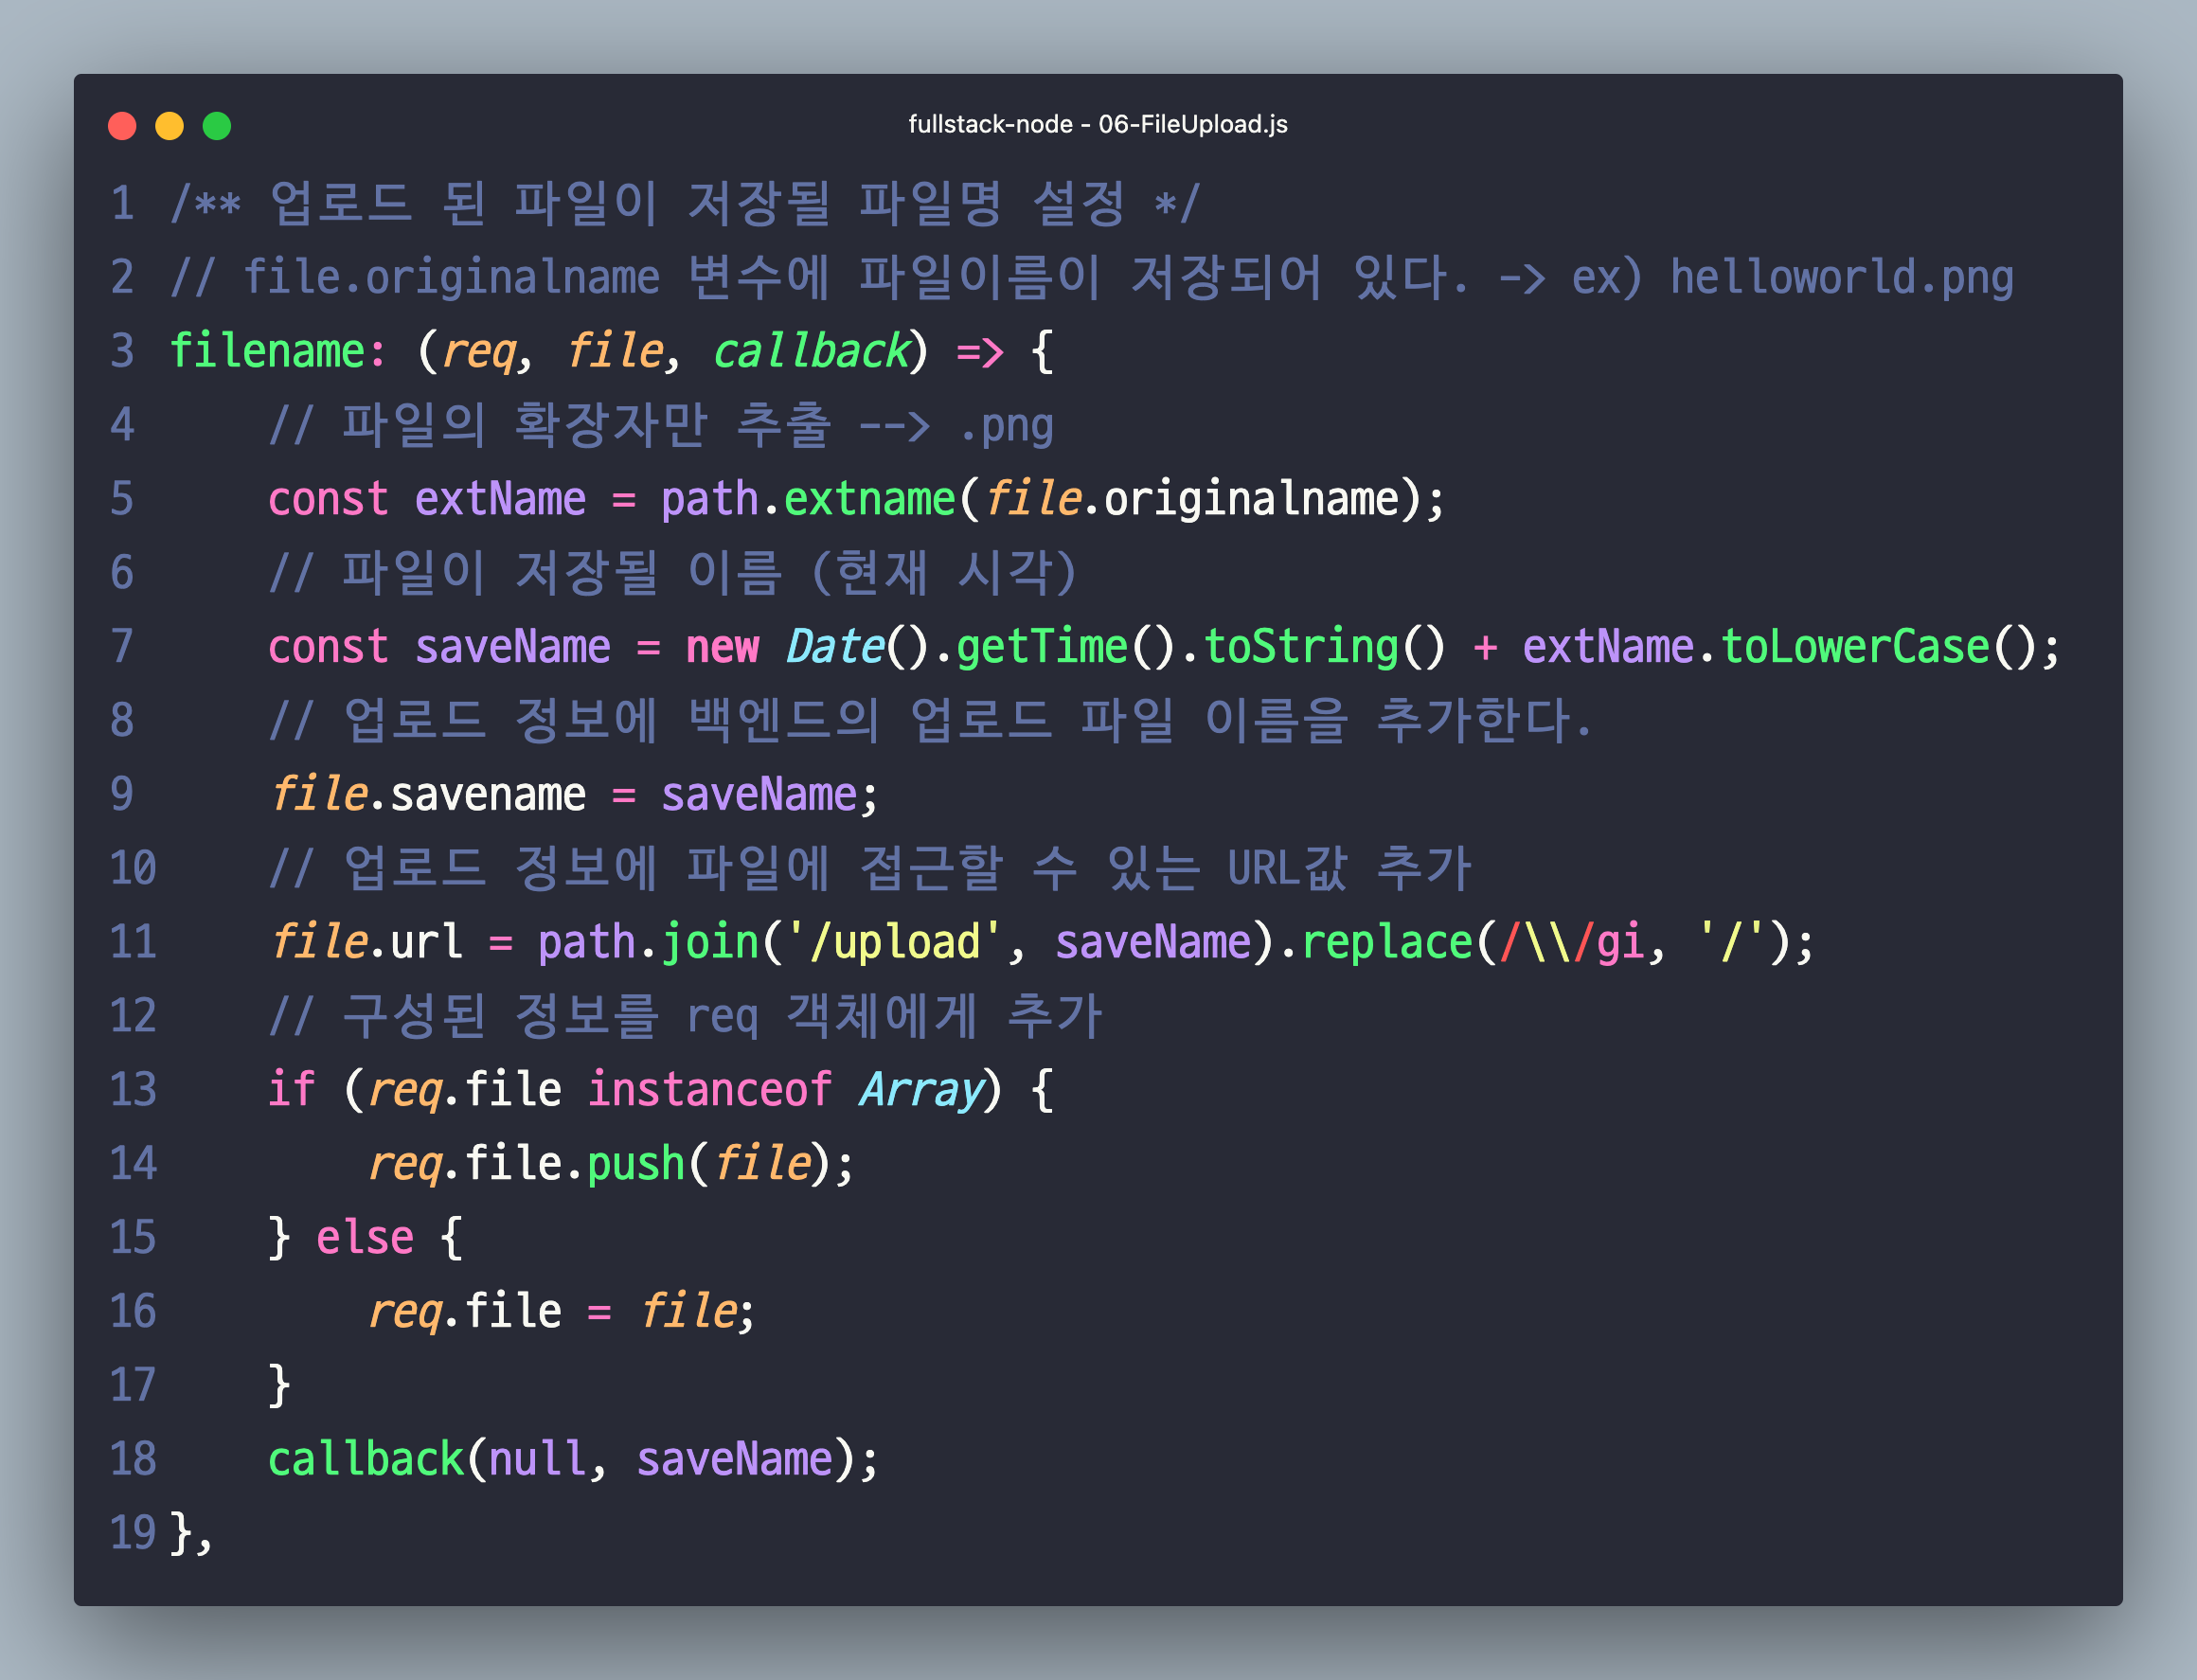 fullstack-node - 06-FileUpload.js
1 /** 업로드 된 파일이 저장될 파일명 설정 */
2 // file.originalname 변수에 파일이름이 저장되어 있다. -> ex) helloworld.png
3 filename: (req, file, callback) => {
4     // 파일의 확장자만 추출 --> .png
5     const extName = path.extname(file.originalname);
6     // 파일이 저장될 이름 (현재 시각)
7     const saveName = new Date().getTime().toString() + extName.toLowerCase();
8     // 업로드 정보에 백엔드의 업로드 파일 이름을 추가한다.
9     file.savename = saveName;
10     // 업로드 정보에 파일에 접근할 수 있는 URL값 추가
11     file.url = path.join('/upload', saveName).replace(/\\/gi, '/');
12     // 구성된 정보를 req 객체에게 추가
13     if (req.file instanceof Array) {
14         req.file.push(file);
15     } else {
16         req.file = file;
17     }
18     callback(null, saveName);
19 },